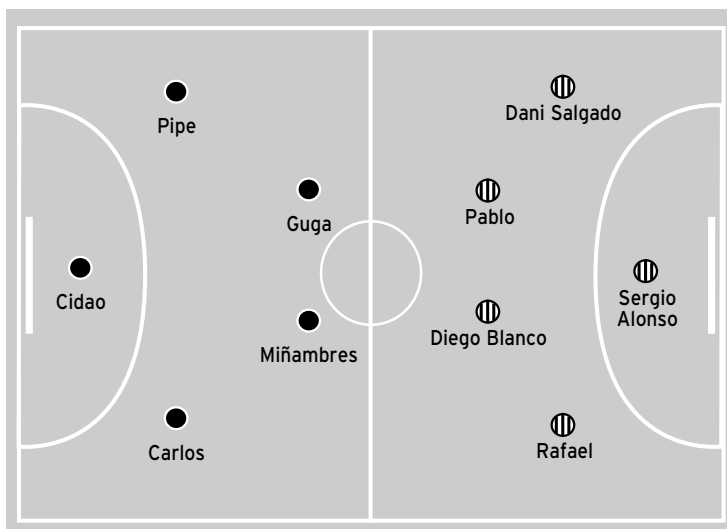 Pipe
Guga
Cidao
Miñambres
Carlos
Dani Salgado
Pablo
Sergio
Alonso
Diego Blanco
Rafael